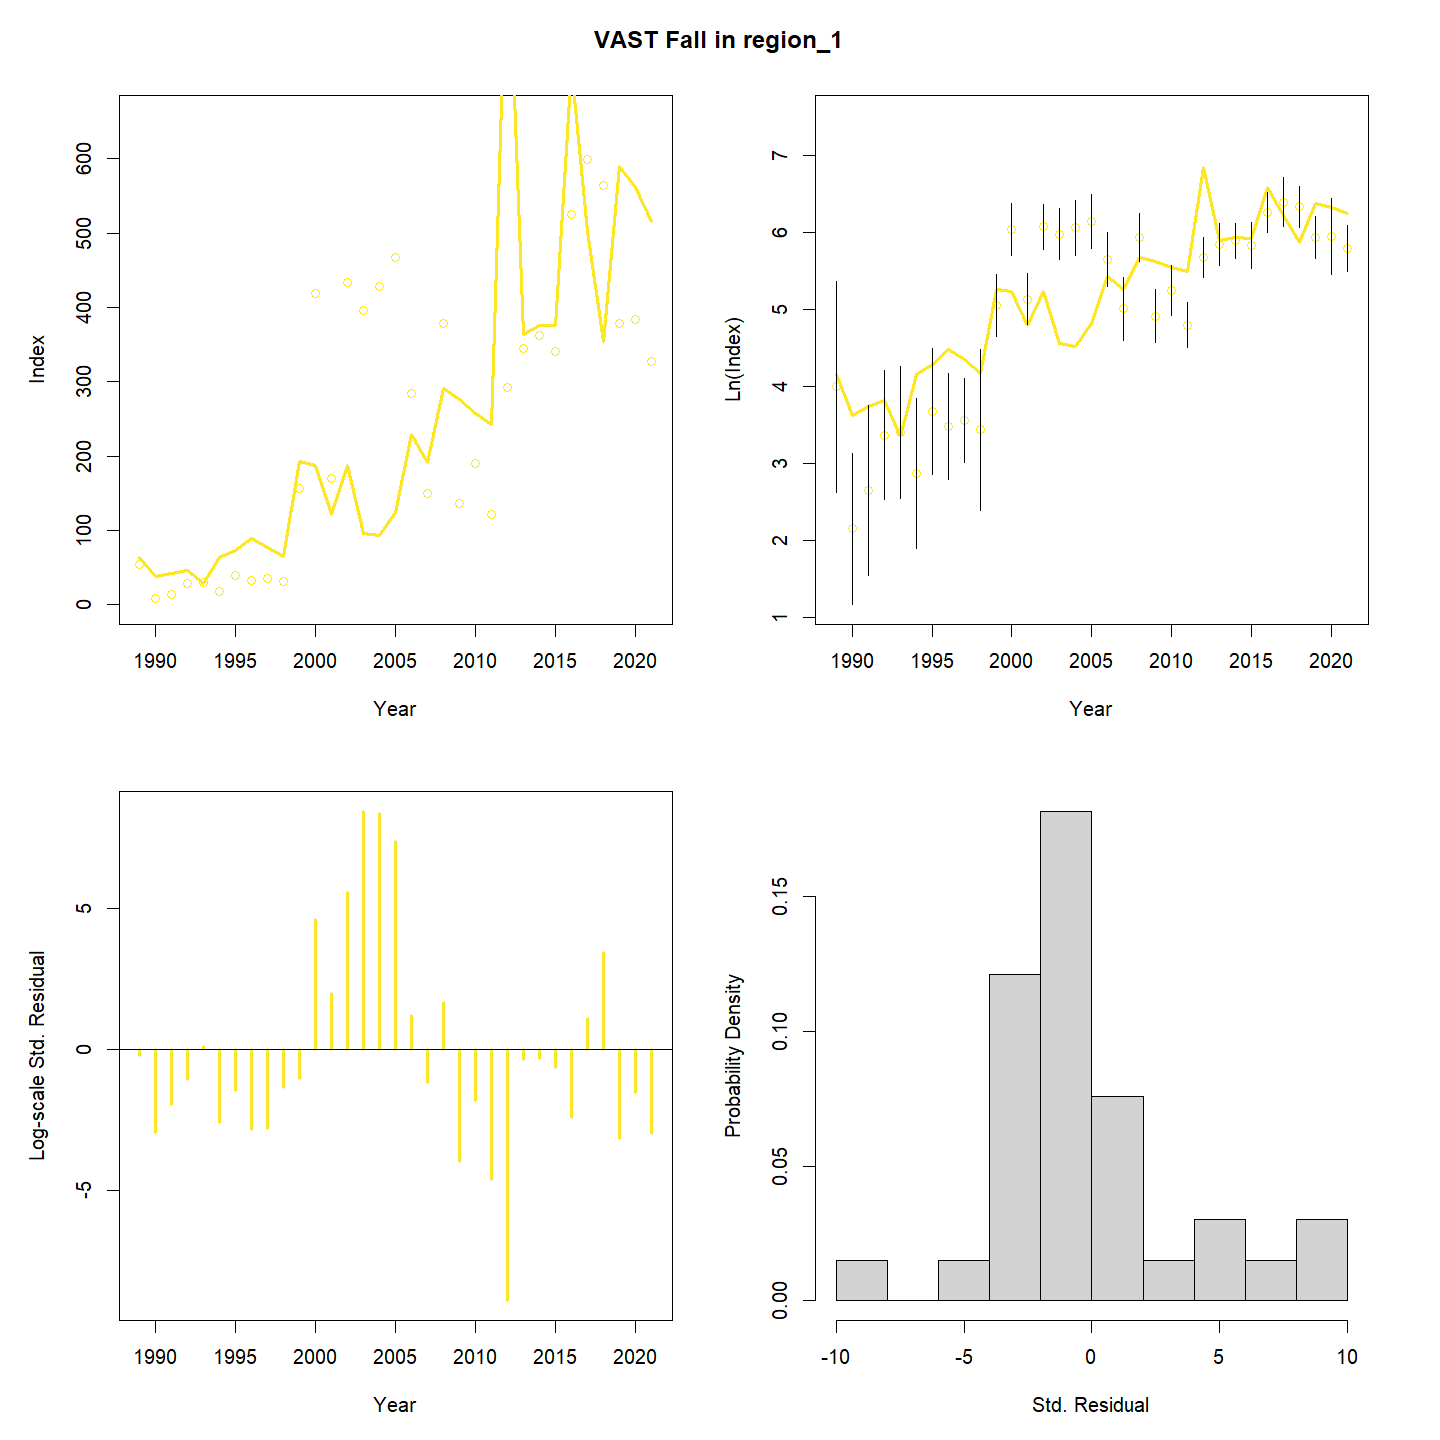 VAST Fall in region_1
Index
0 100 200 300 400 500 600
1990 1995 2000 2005 2010 2015 2020
Year
Ln(Index)
1 2 3 4 5 6 7
1990 1995 2000 2005 2010 2015 2020
Year
Log-scale Std. Residual
-5 0 5
1990 1995 2000 2005 2010 2015 2020
Year
Probability Density
0.00 0.05 0.10 0.15
-10 -5 0 5 10
Std. Residual